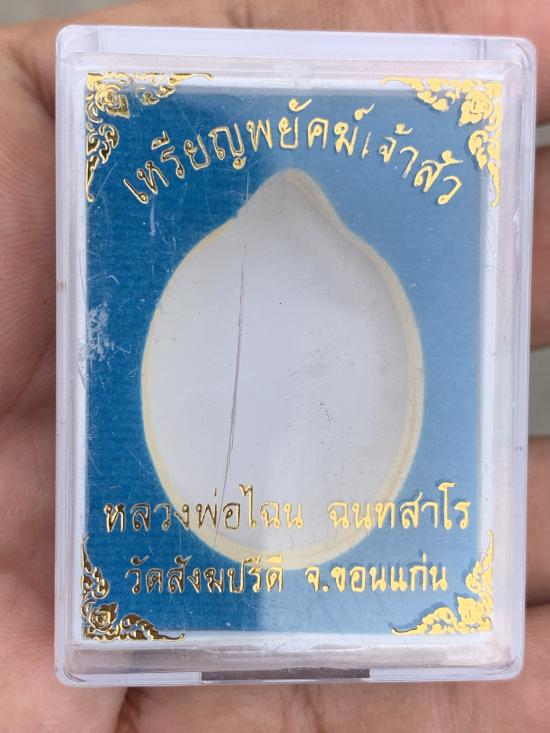 เหรียญพยัคฆ์เจ้าสัว
หลวงพ่อไฉน ฉนทสาโร
วัดสังฆปรีดี จ.ขอนแก่น